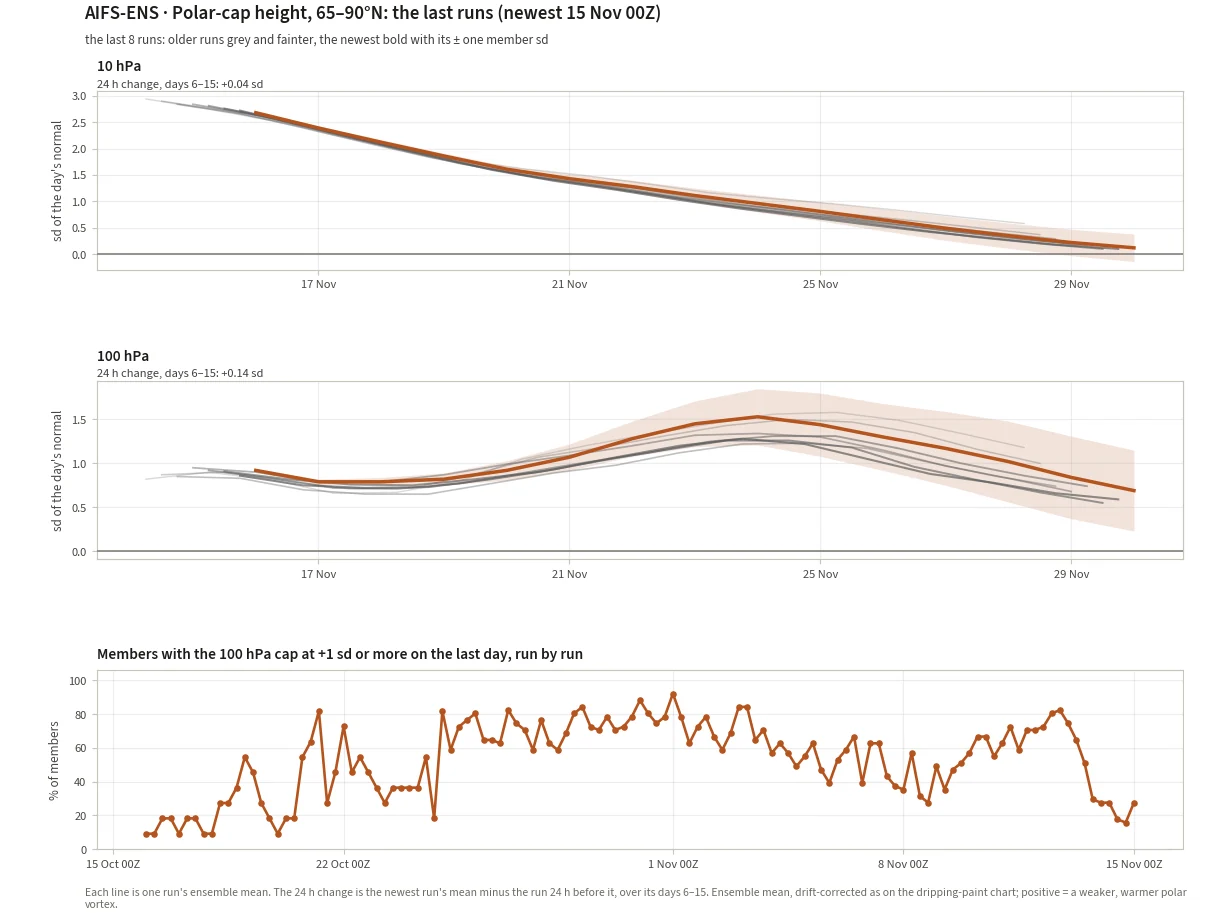 AIFS-ENS · Polar-cap height, 65–90°N: the last runs (newest 15 Nov 00Z)
the last 8 runs: older runs grey and fainter, the newest bold with its ± one member sd
10 hPa
24 h change, days 6–15: +0.04 sd
sd of the day's normal
3.0
2.5
2.0
1.5
1.0
0.5
0.0
17 Nov
21 Nov
25 Nov
29 Nov
100 hPa
24 h change, days 6–15: +0.14 sd
sd of the day's normal
1.5
1.0
0.5
0.0
17 Nov
21 Nov
25 Nov
29 Nov
Members with the 100 hPa cap at +1 sd or more on the last day, run by run
% of members
100
80
60
40
20
0
15 Oct 00Z
22 Oct 00Z
1 Nov 00Z
8 Nov 00Z
15 Nov 00Z
Each line is one run's ensemble mean. The 24 h change is the newest run's mean minus the run 24 h before it, over its days 6–15. Ensemble mean, drift-corrected as on the dripping-paint chart; positive = a weaker, warmer polar
vortex.